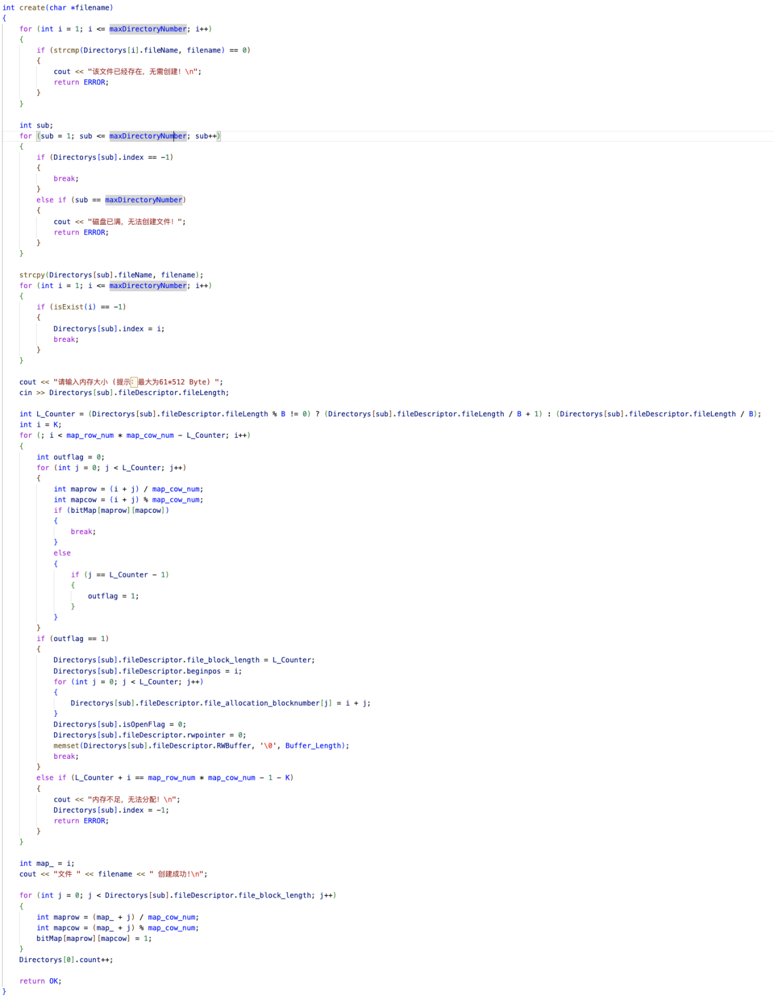 int create(char *filename)
{
    for (int i = 1; i <= maxDirectoryNumber; i++)
    {
        if (strcmp(Directorys[i].fileName, filename) == 0)
        {
            cout << "该文件已经存在，无需创建！\n";
            return ERROR;
        }
    }

    int sub;
    for (sub = 1; sub <= maxDirectoryNumber; sub++)
    {
        if (Directorys[sub].index == -1)
        {
            break;
        }
        else if (sub == maxDirectoryNumber)
        {
            cout << "磁盘已满，无法创建文件！";
            return ERROR;
        }
    }

    strcpy(Directorys[sub].fileName, filename);
    for (int i = 1; i <= maxDirectoryNumber; i++)
    {
        if (isExist(i) == -1)
        {
            Directorys[sub].index = i;
            break;
        }
    }

    cout << "请输入内存大小 (提示：最大为61*512 Byte) ";
    cin >> Directorys[sub].fileDescriptor.fileLength;

    int L_Counter = (Directorys[sub].fileDescriptor.fileLength % B != 0) ? (Directorys[sub].fileDescriptor.fileLength / B + 1) : (Directorys[sub].fileDescriptor.fileLength / B);
    int i = K;
    for (; i < map_row_num * map_cow_num - L_Counter; i++)
    {
        int outflag = 0;
        for (int j = 0; j < L_Counter; j++)
        {
            int maprow = (i + j) / map_cow_num;
            int mapcow = (i + j) % map_cow_num;
            if (bitMap[maprow][mapcow])
            {
                break;
            }
            else
            {
                if (j == L_Counter - 1)
                {
                    outflag = 1;
                }
            }
        }
        if (outflag == 1)
        {
            Directorys[sub].fileDescriptor.file_block_length = L_Counter;
            Directorys[sub].fileDescriptor.beginpos = i;
            for (int j = 0; j < L_Counter; j++)
            {
                Directorys[sub].fileDescriptor.file_allocation_blocknumber[j] = i + j;
            }
            Directorys[sub].isOpenFlag = 0;
            Directorys[sub].fileDescriptor.rwpointer = 0;
            memset(Directorys[sub].fileDescriptor.RWBuffer, '\0', Buffer_Length);
            break;
        }
        else if (L_Counter + i == map_row_num * map_cow_num - 1 - K)
        {
            cout << "内存不足，无法分配！\n";
            Directorys[sub].index = -1;
            return ERROR;
        }
    }

    int map_ = i;
    cout << "文件 " << filename << " 创建成功!\n";

    for (int j = 0; j < Directorys[sub].fileDescriptor.file_block_length; j++)
    {
        int maprow = (map_ + j) / map_cow_num;
        int mapcow = (map_ + j) % map_cow_num;
        bitMap[maprow][mapcow] = 1;
    }
    Directorys[0].count++;

    return OK;
}